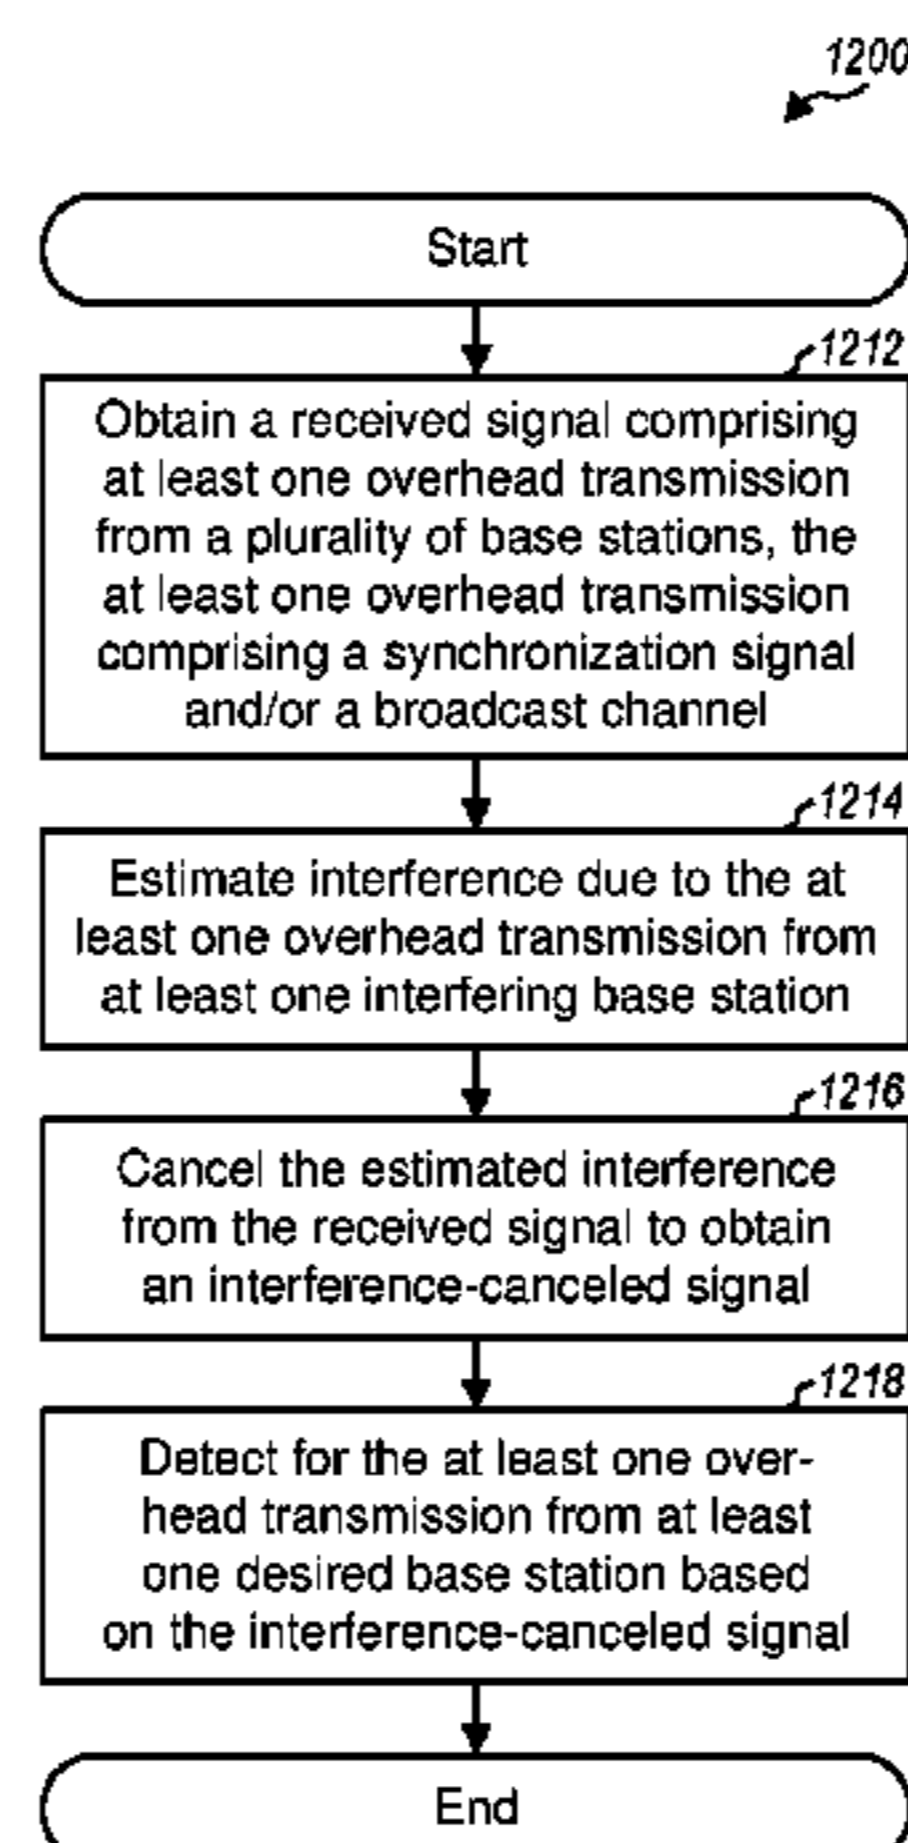 1200
Start
1212
Obtain a received signal comprising
at least one overhead transmission
from a plurality of base stations, the
at least one overhead transmission
comprising a synchronization signal
and/or a broadcast channel
1214
Estimate interference due to the at
least one overhead transmission from
at least one interfering base station
1216
Cancel the estimated interference
from the received signal to obtain
an interference-canceled signal
1218
Detect for the at least one over-
head transmission from at least
one desired base station based
on the interference-canceled signal
End